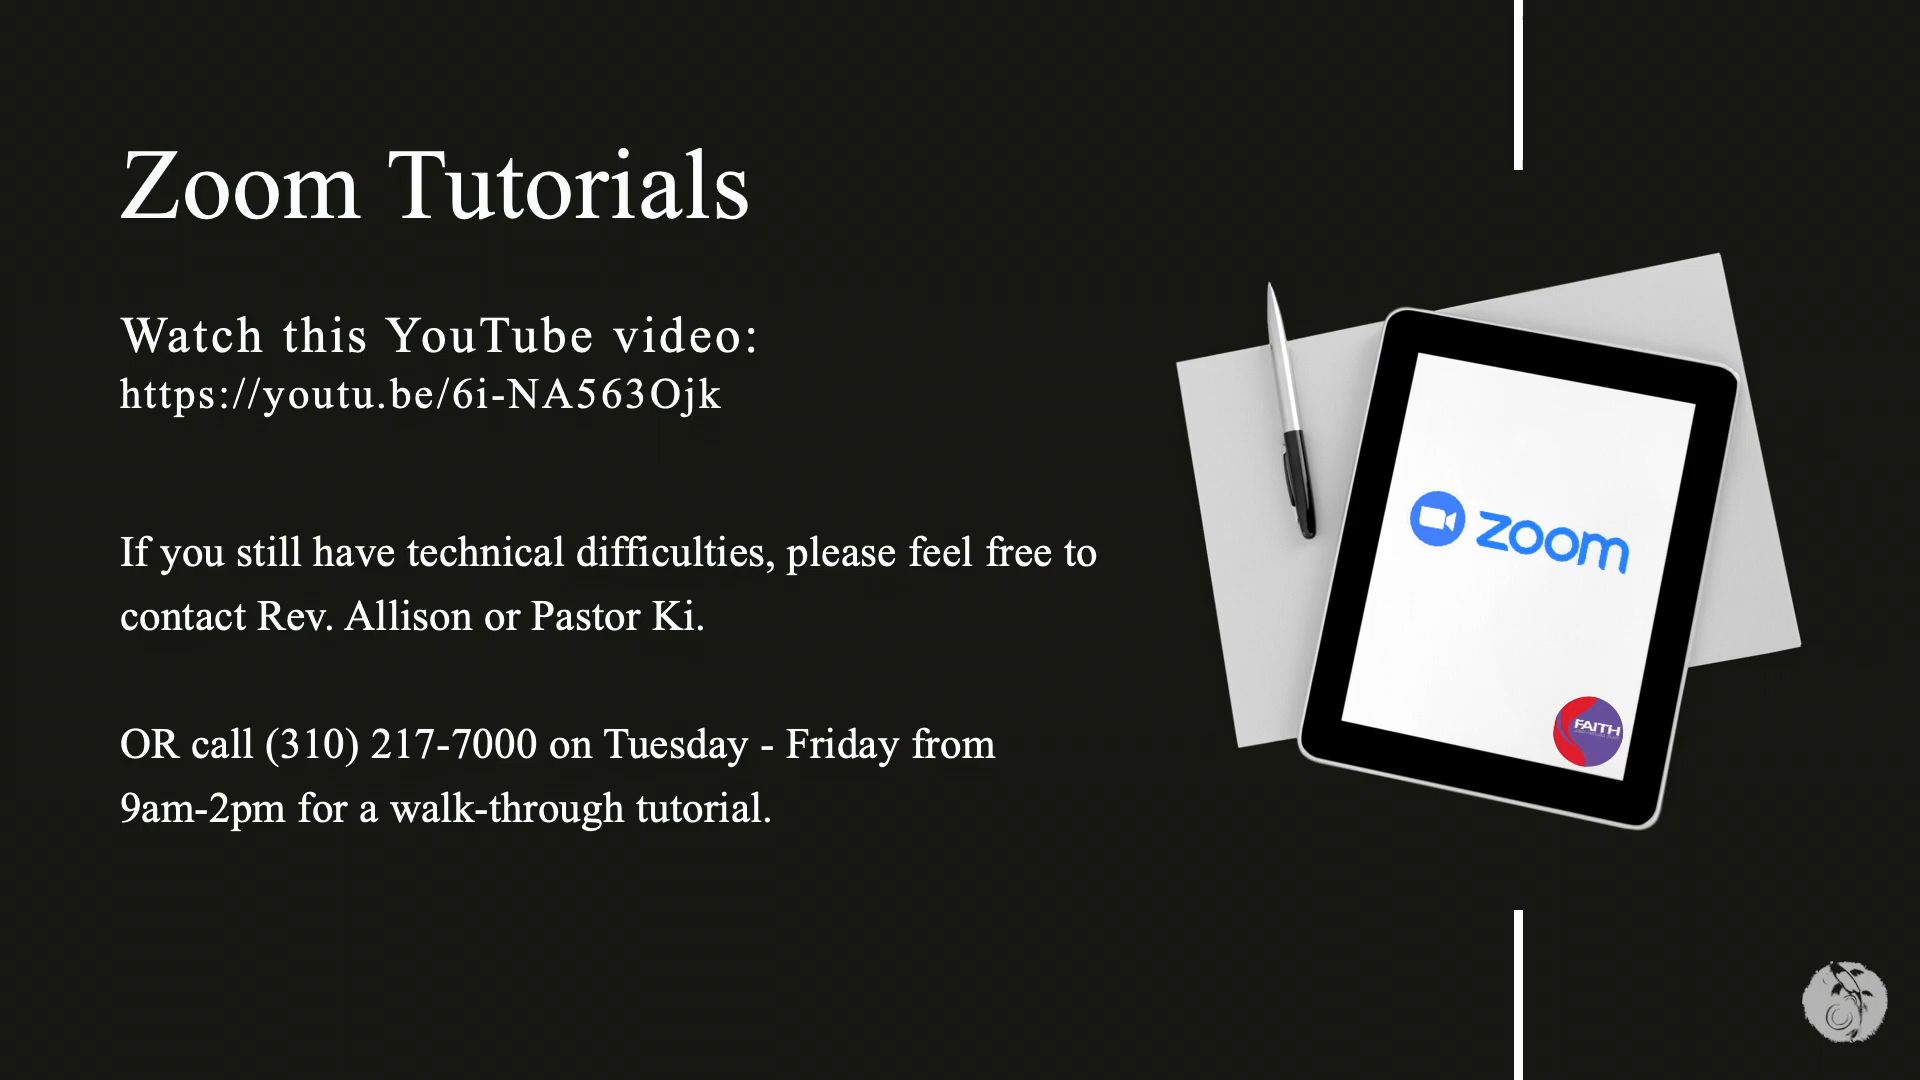 Zoom Tutorials
Watch this YouTube video:
https://youtu.be/6i-NA563Ojk
If you still have technical difficulties, please feel free to
contact Rev. Allison or Pastor Ki.
OR call (310) 217-7000 on Tuesday - Friday from
9am-2pm for a walk-through tutorial.
zoom
FAITH